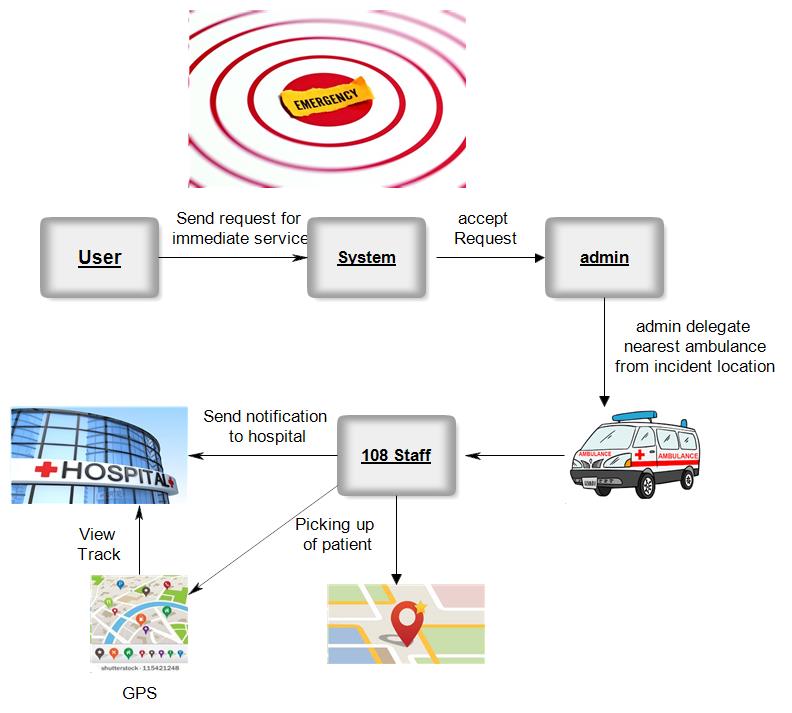 EMERGENCY
Send request for
immediate service
accept
Request
User
System
admin
admin delegate
nearest ambulance
from incident location
AMBULANCE
AMBULANCE
Send notification
to hospital
108 Staff
HOSPITAL
View
Track
Picking up
of patient
shutterstock · 115421248
GPS